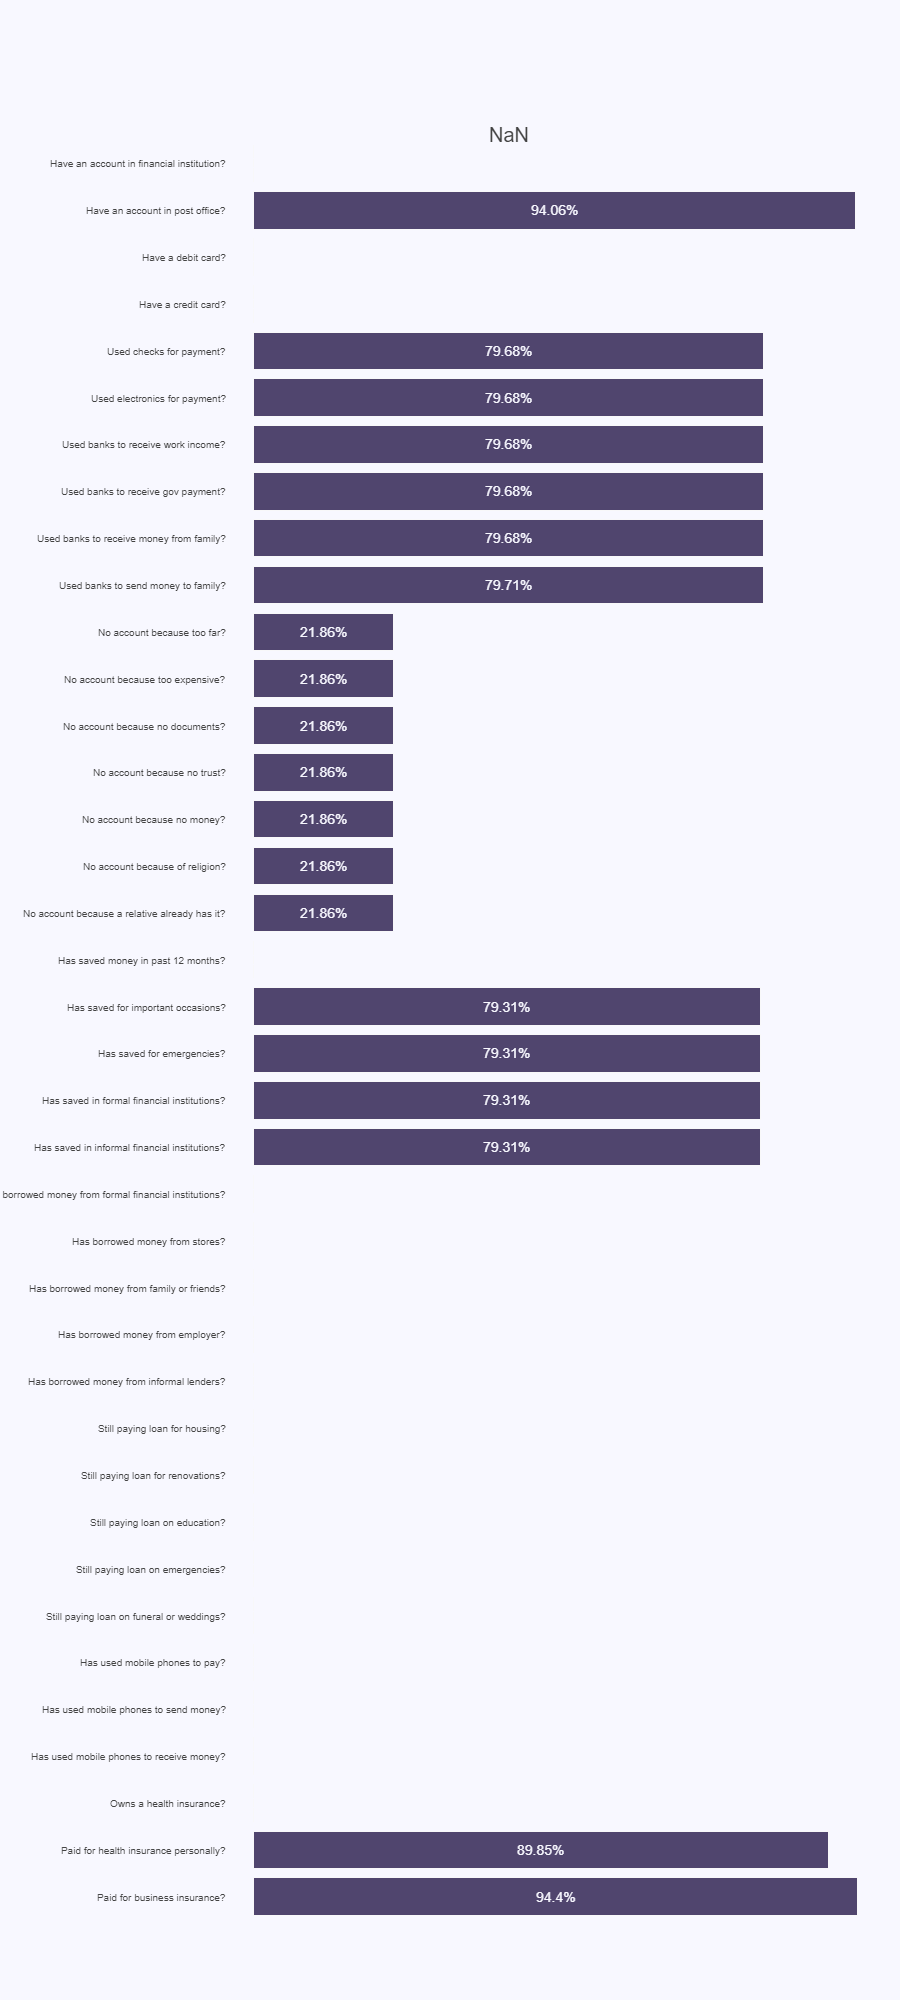 NaN
Have an account in financial institution?
Have an account in post office? 94.06%
Have a debit card?
Have a credit card?
Used checks for payment? 79.68%
Used electronics for payment? 79.68%
Used banks to receive work income? 79.68%
Used banks to receive gov payment? 79.68%
Used banks to receive money from family? 79.68%
Used banks to send money to family? 79.71%
No account because too far? 21.86%
No account because too expensive? 21.86%
No account because no documents? 21.86%
No account because no trust? 21.86%
No account because no money? 21.86%
No account because of religion? 21.86%
No account because a relative already has it? 21.86%
Has saved money in past 12 months?
Has saved for important occasions? 79.31%
Has saved for emergencies? 79.31%
Has saved in formal financial institutions? 79.31%
Has saved in informal financial institutions? 79.31%
borrowed money from formal financial institutions?
Has borrowed money from stores?
Has borrowed money from family or friends?
Has borrowed money from employer?
Has borrowed money from informal lenders?
Still paying loan for housing?
Still paying loan for renovations?
Still paying loan on education?
Still paying loan on emergencies?
Still paying loan on funeral or weddings?
Has used mobile phones to pay?
Has used mobile phones to send money?
Has used mobile phones to receive money?
Owns a health insurance?
Paid for health insurance personally? 89.85%
Paid for business insurance? 94.4%